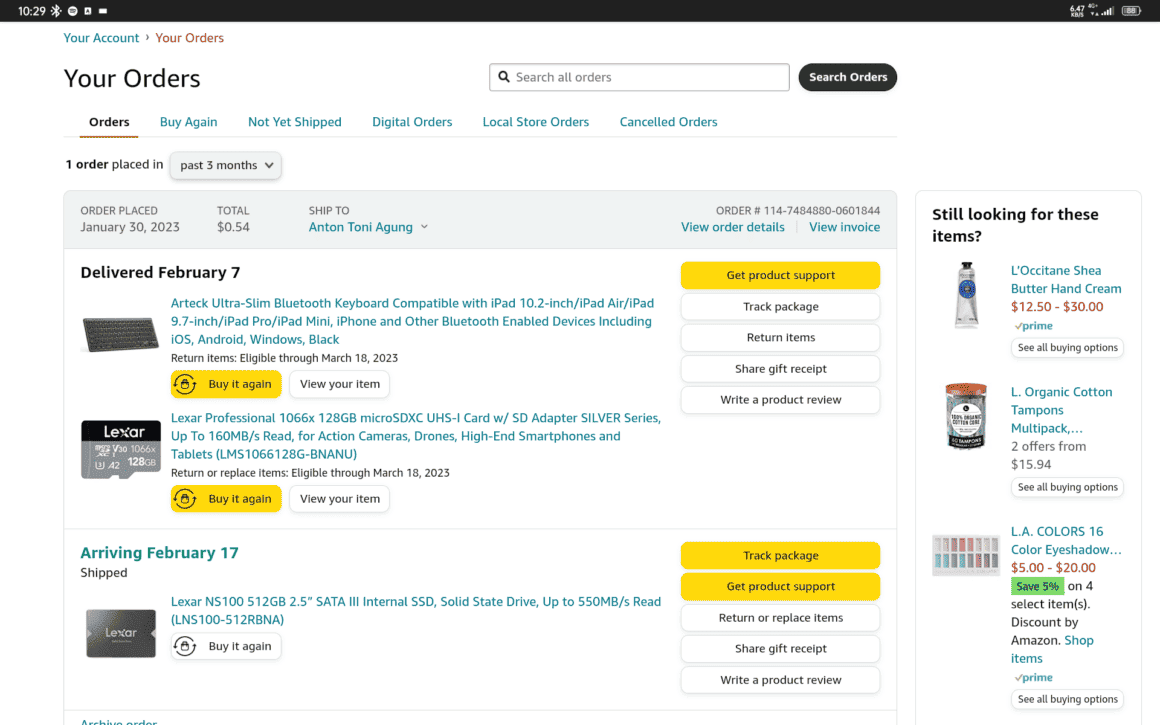 10:29
6.47 KB/S 4G+ 88
Your Account › Your Orders
Your Orders
Search all orders
Search Orders
Orders Buy Again Not Yet Shipped Digital Orders Local Store Orders Cancelled Orders
1 order placed in past 3 months
ORDER PLACED TOTAL SHIP TO ORDER # 114-7484880-0601844
January 30, 2023 $0.54 Anton Toni Agung View order details View invoice
Delivered February 7
Arteck Ultra-Slim Bluetooth Keyboard Compatible with iPad 10.2-inch/iPad Air/iPad
9.7-inch/iPad Pro/iPad Mini, iPhone and Other Bluetooth Enabled Devices Including
iOS, Android, Windows, Black
Return items: Eligible through March 18, 2023
Buy it again View your item
Lexar
V30 1066x
U3 A2 128GB
Lexar Professional 1066x 128GB microSDXC UHS-I Card w/ SD Adapter SILVER Series,
Up To 160MB/s Read, for Action Cameras, Drones, High-End Smartphones and
Tablets (LMS1066128G-BNANU)
Return or replace items: Eligible through March 18, 2023
Buy it again View your item
Get product support
Track package
Return items
Share gift receipt
Write a product review
Arriving February 17
Shipped
Lexar
Lexar NS100 512GB 2.5” SATA III Internal SSD, Solid State Drive, Up to 550MB/s Read
(LNS100-512RBNA)
Buy it again
Track package
Get product support
Return or replace items
Share gift receipt
Write a product review
Archive order
Still looking for these
items?
L'Occitane Shea
Butter Hand Cream
$12.50 - $30.00
prime
See all buying options
100% ORGANIC
COTTON CORE
60 TAMPONS
L. Organic Cotton
Tampons
Multipack,...
2 offers from
$15.94
See all buying options
L.A. COLORS 16
Color Eyeshadow...
$5.00 - $20.00
Save 5% on 4
select item(s).
Discount by
Amazon. Shop
items
prime
See all buying options